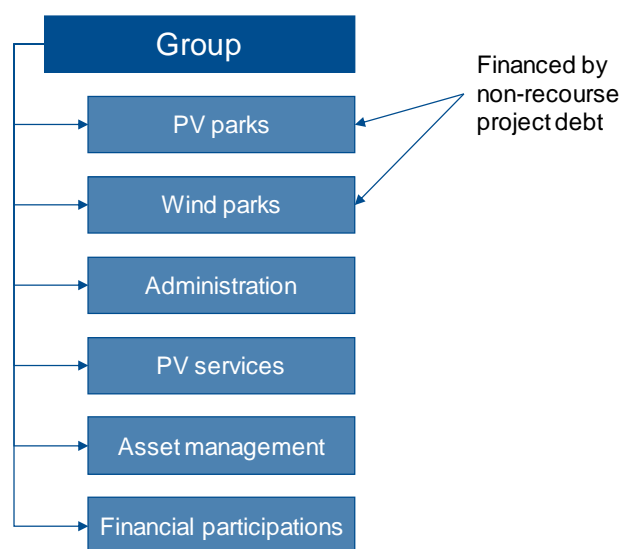 Group
Financed by
non-recourse
project debt
PV parks
Wind parks
Administration
PV services
Asset management
Financial participations